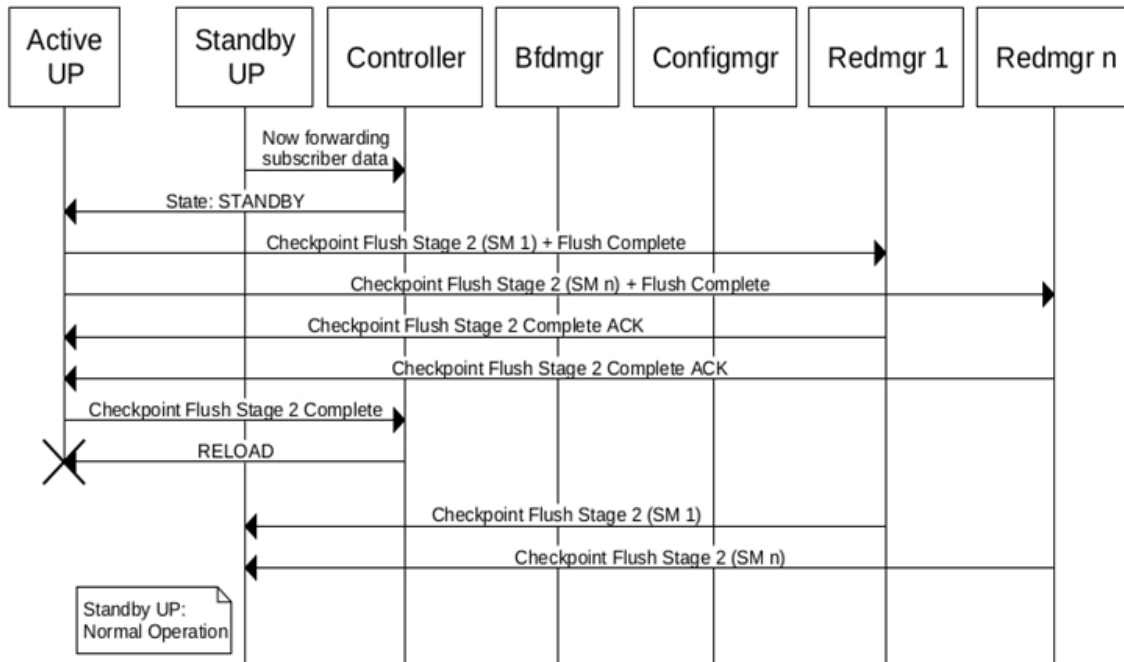 Active
UP
Standby
UP
Controller
Bfdmgr
Configmgr
Redmgr 1
Redmgr n
Now forwarding
subscriber data
State: STANDBY
Checkpoint Flush Stage 2 (SM 1) + Flush Complete
Checkpoint Flush Stage 2 (SM n) + Flush Complete
Checkpoint Flush Stage 2 Complete ACK
Checkpoint Flush Stage 2 Complete ACK
Checkpoint Flush Stage 2 Complete
RELOAD
Checkpoint Flush Stage 2 (SM 1)
Checkpoint Flush Stage 2 (SM n)
Standby UP:
Normal Operation